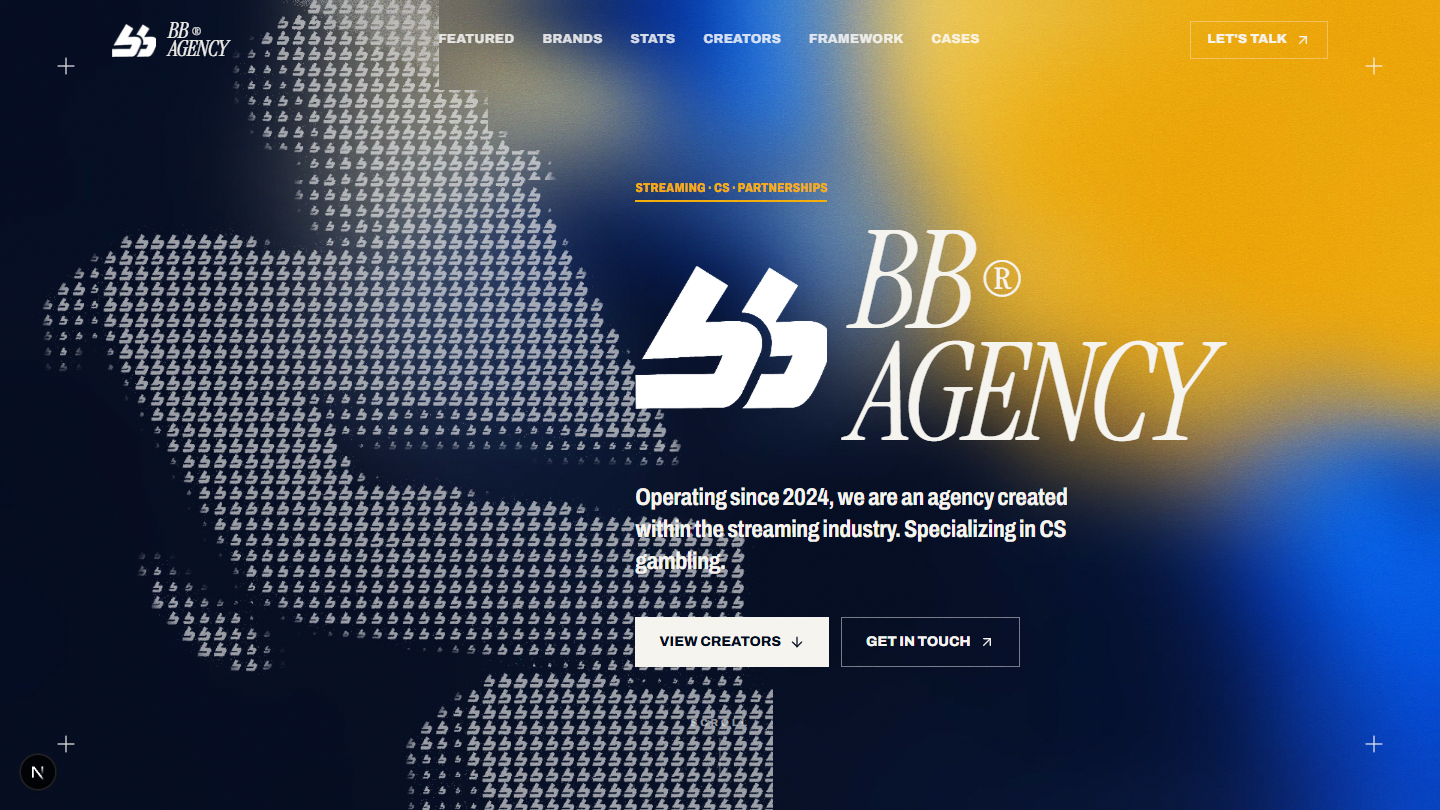 BB ®
AGENCY
FEATURED
BRANDS
STATS
CREATORS
FRAMEWORK
CASES
LET'S TALK
STREAMING · CS · PARTNERSHIPS
BB ®
AGENCY
Operating since 2024, we are an agency created
within the streaming industry. Specializing in CS
gambling.
VIEW CREATORS
GET IN TOUCH
SCROLL
N